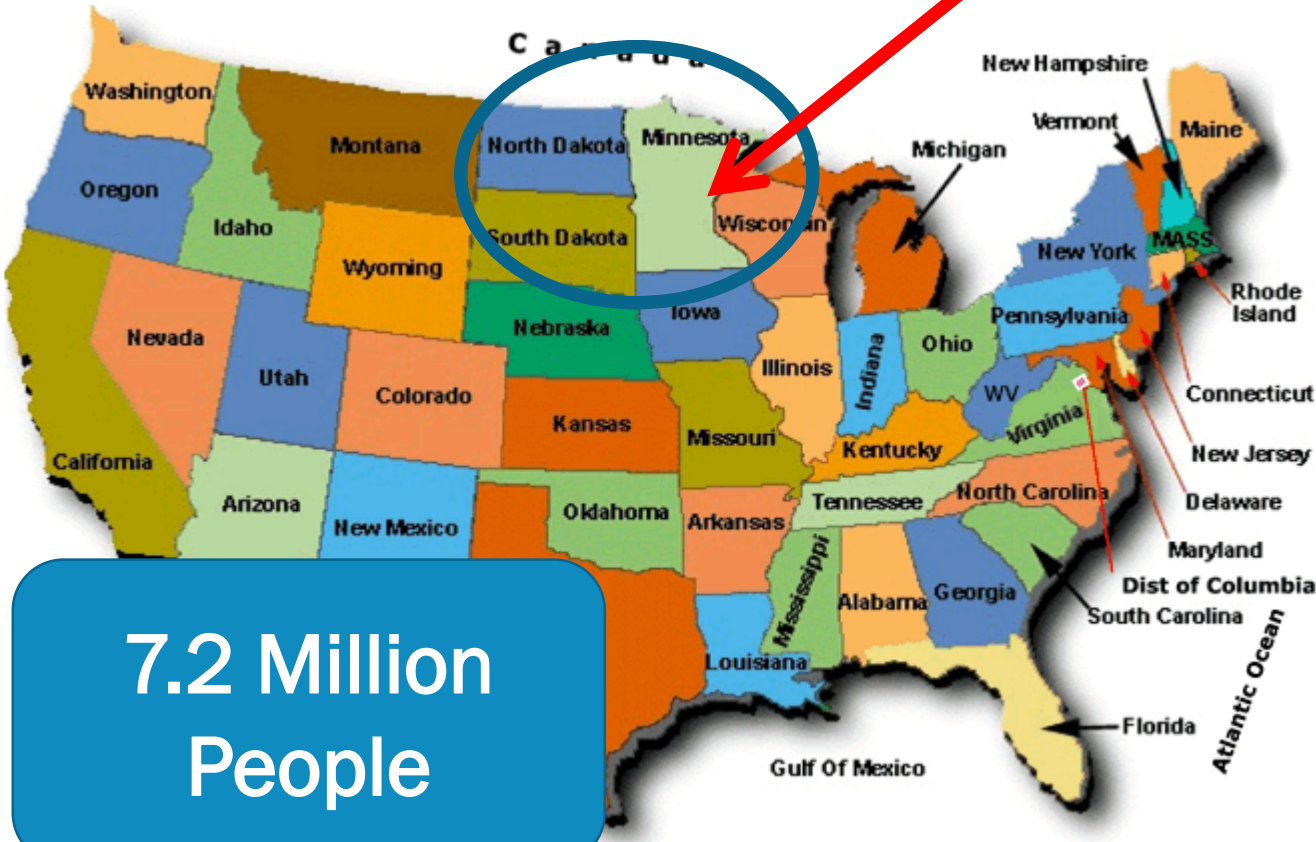 Canada
New Hampshire
Washington
Vermont
Maine
Montana
North Dakota
Minnesota
Michigan
Oregon
Idaho
South Dakota
Wisconsin
New York
MASS
Wyoming
Rhode
Island
Nebraska
Iowa
Pennsylvania
Nevada
Utah
Colorado
Illinois
Indiana
Ohio
WV
Connecticut
Kansas
Missouri
Virginia
Kentucky
New Jersey
California
Arizona
New Mexico
Oklahoma
Arkansas
Tennessee
North Carolina
Delaware
Maryland
Dist of Columbia
Mississippi
Alabama
Georgia
South Carolina
Louisiana
Florida
Atlantic Ocean
Gulf Of Mexico
7.2 Million
People